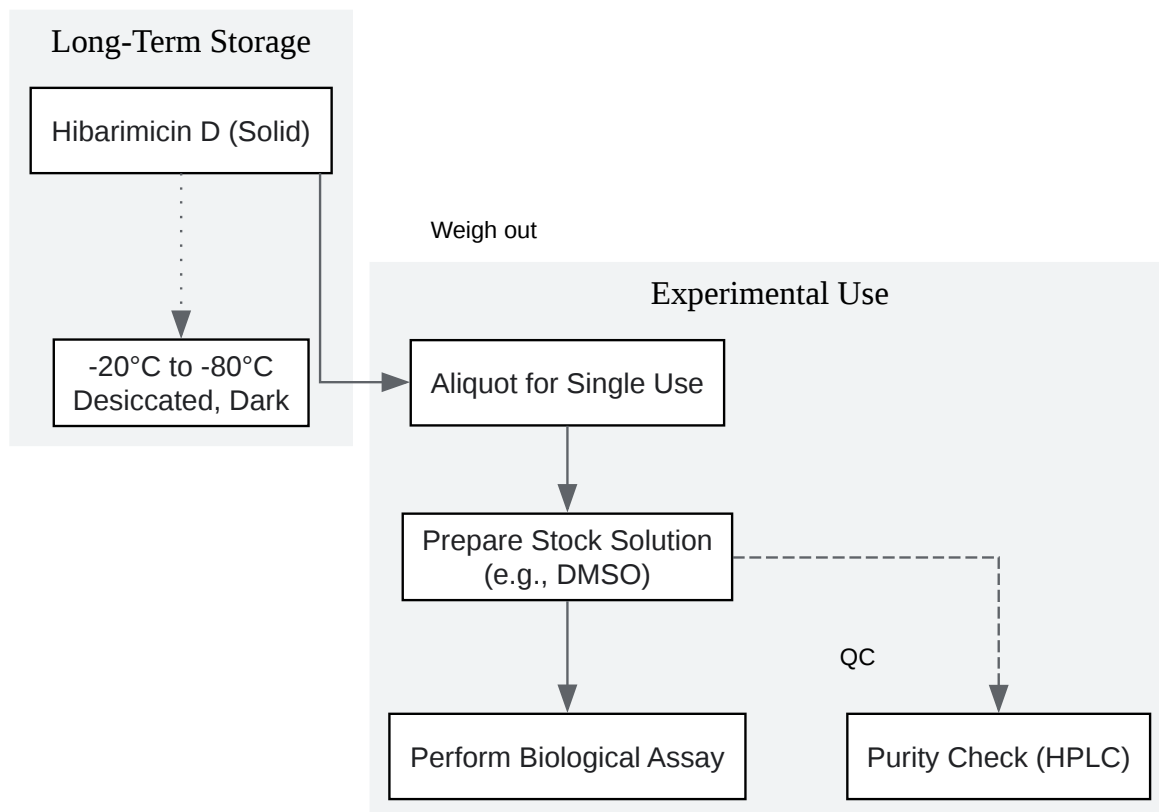 Long-Term Storage
Hibarimicin D (Solid)
-20°C to -80°C
Desiccated, Dark
Weigh out
Experimental Use
Aliquot for Single Use
Prepare Stock Solution
(e.g., DMSO)
QC
Perform Biological Assay
Purity Check (HPLC)